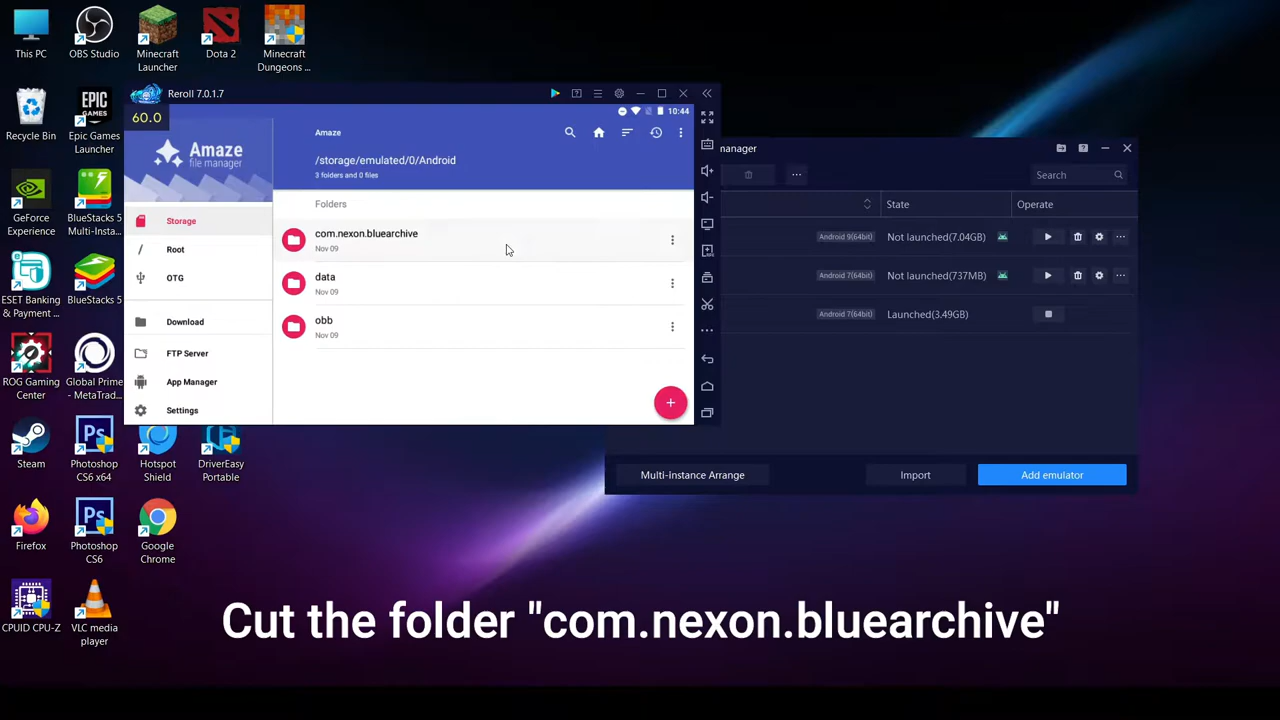 This PC
OBS Studio
Minecraft
Launcher
Dota 2
Minecraft
Dungeons ...
Recycle Bin
Epic Games
Launcher
GeForce
Experience
BlueStacks 5
Multi-Insta...
ESET Banking
& Payment ...
BlueStacks 5
ROG Gaming
Center
Global Prime
- MetaTrad...
Steam
Photoshop
CS6 x64
Hotspot
Shield
DriverEasy
Portable
Firefox
Photoshop
CS6
Google
Chrome
CPUID CPU-Z
VLC media
player
EPIC
GAMES
Reroll 7.0.1.7
60.0
10:44
Amaze
file manager
Storage
Root
OTG
Download
FTP Server
App Manager
Settings
Amaze
/storage/emulated/0/Android
3 folders and 0 files
Folders
com.nexon.bluearchive
Nov 09
data
Nov 09
obb
Nov 09
manager
Search
State
Operate
Android 9(64bit)
Not launched(7.04GB)
Android 7(64bit)
Not launched(737MB)
Android 7(64bit)
Launched(3.49GB)
Multi-Instance Arrange
Import
Add emulator
Cut the folder "com.nexon.bluearchive"